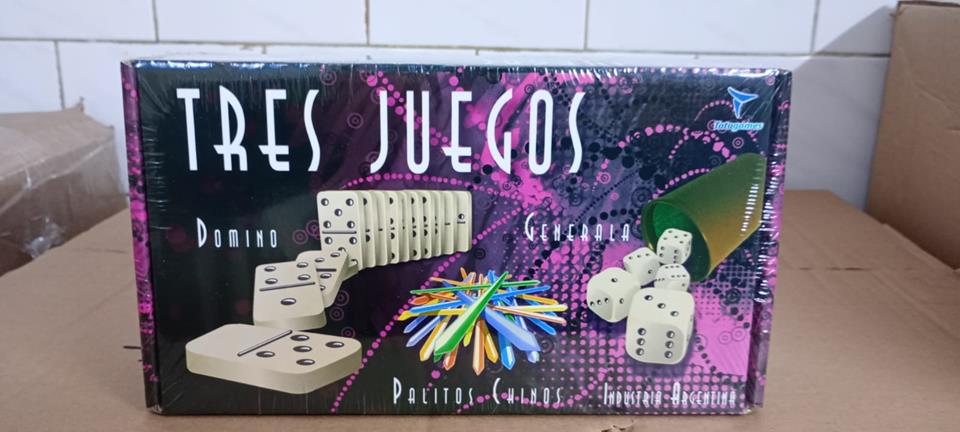 TRES JUEGOS
Totogames
DOMINO
GENERALA
PALITOS CHINOS
INDUSTRIA ARGENTINA